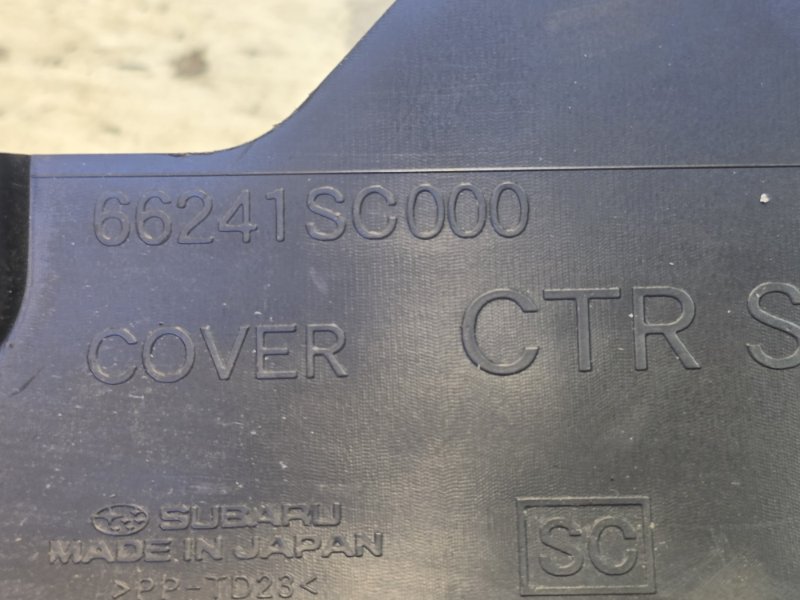 66241SC000
COVER CTR S
SUBARU
MADE IN JAPAN
SC
>PP-TD23<